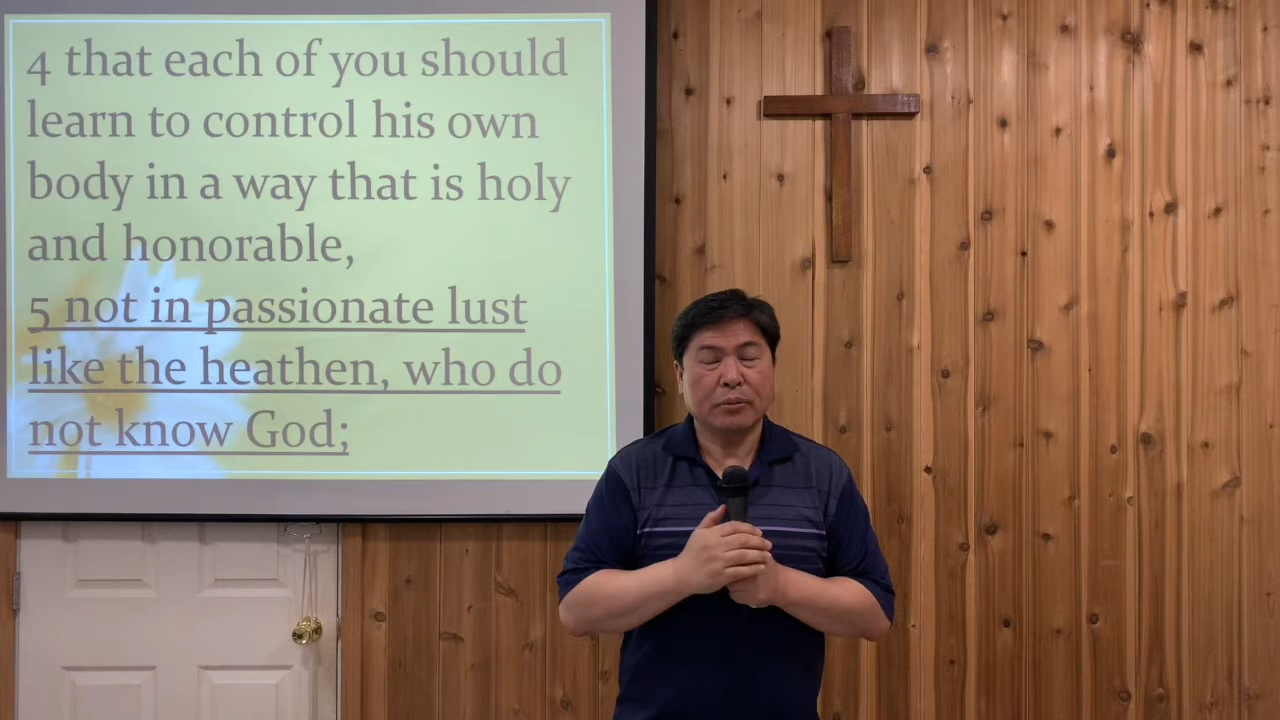 4 that each of you should
learn to control his own
body in a way that is holy
and honorable,
5 not in passionate lust
like the heathen, who do
not know God;